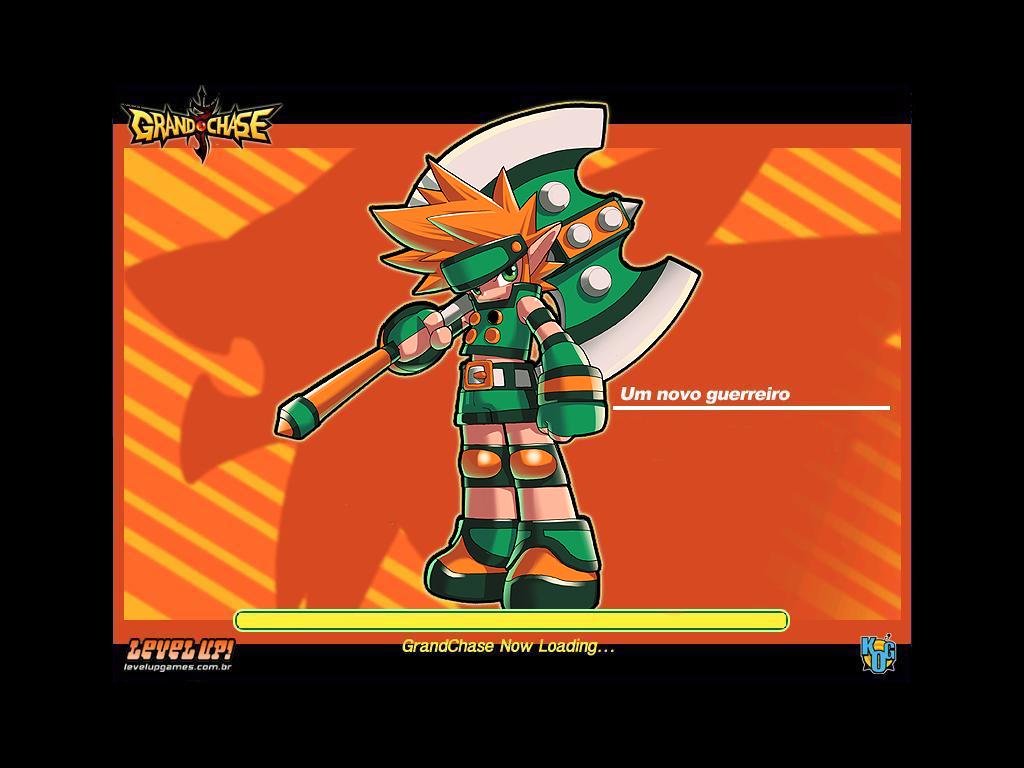 GRAND CHASE
Um novo guerreiro
GrandChase Now Loading...
LEVEL UP!
levelupgames.com.br
KOG